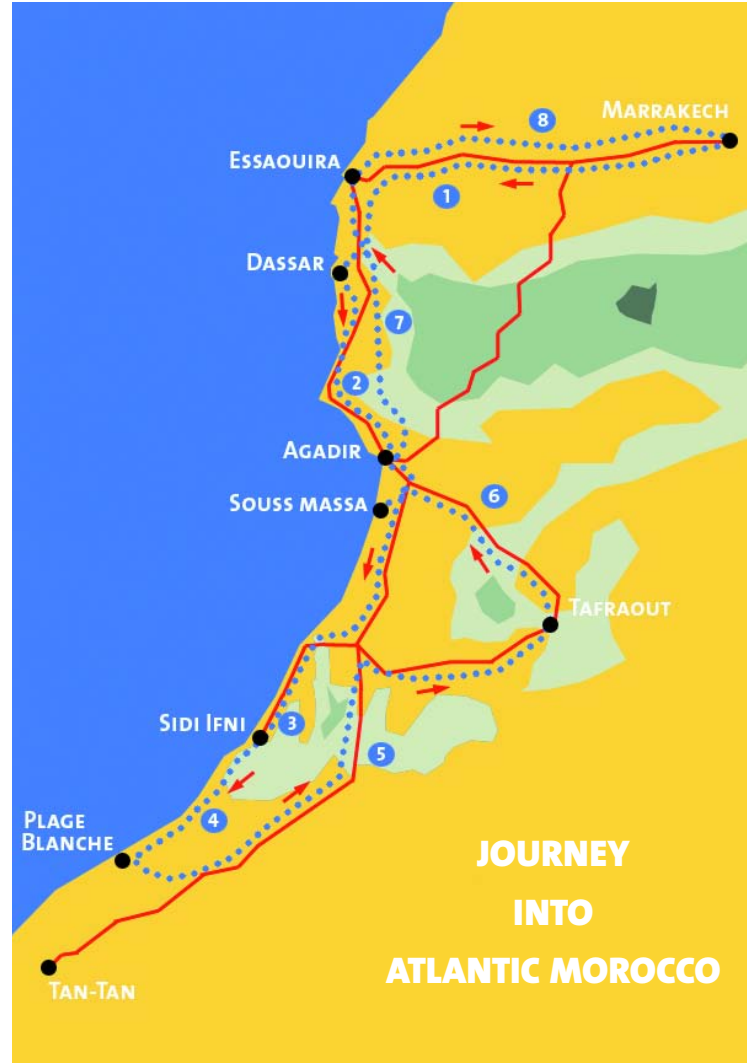 MARRAKECH
8
ESSAOUIRA
1
DASSAR
7
2
AGADIR
SOUSS MASSA
6
TAFRAOUT
SIDI IFNI
3
5
4
PLAGE
BLANCHE
JOURNEY
INTO
ATLANTIC MOROCCO
TAN-TAN